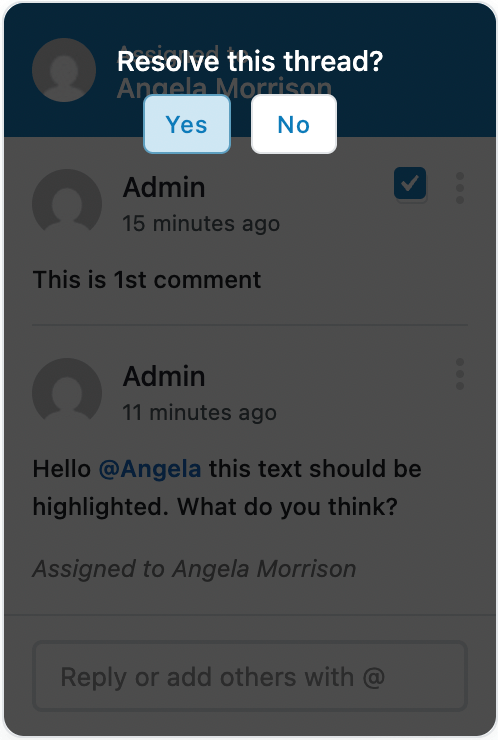 Assigned to
Resolve this thread?
Angela Morrison
Yes No
Admin
15 minutes ago
This is 1st comment
Admin
11 minutes ago
Hello @Angela this text should be
highlighted. What do you think?
Assigned to Angela Morrison
Reply or add others with @